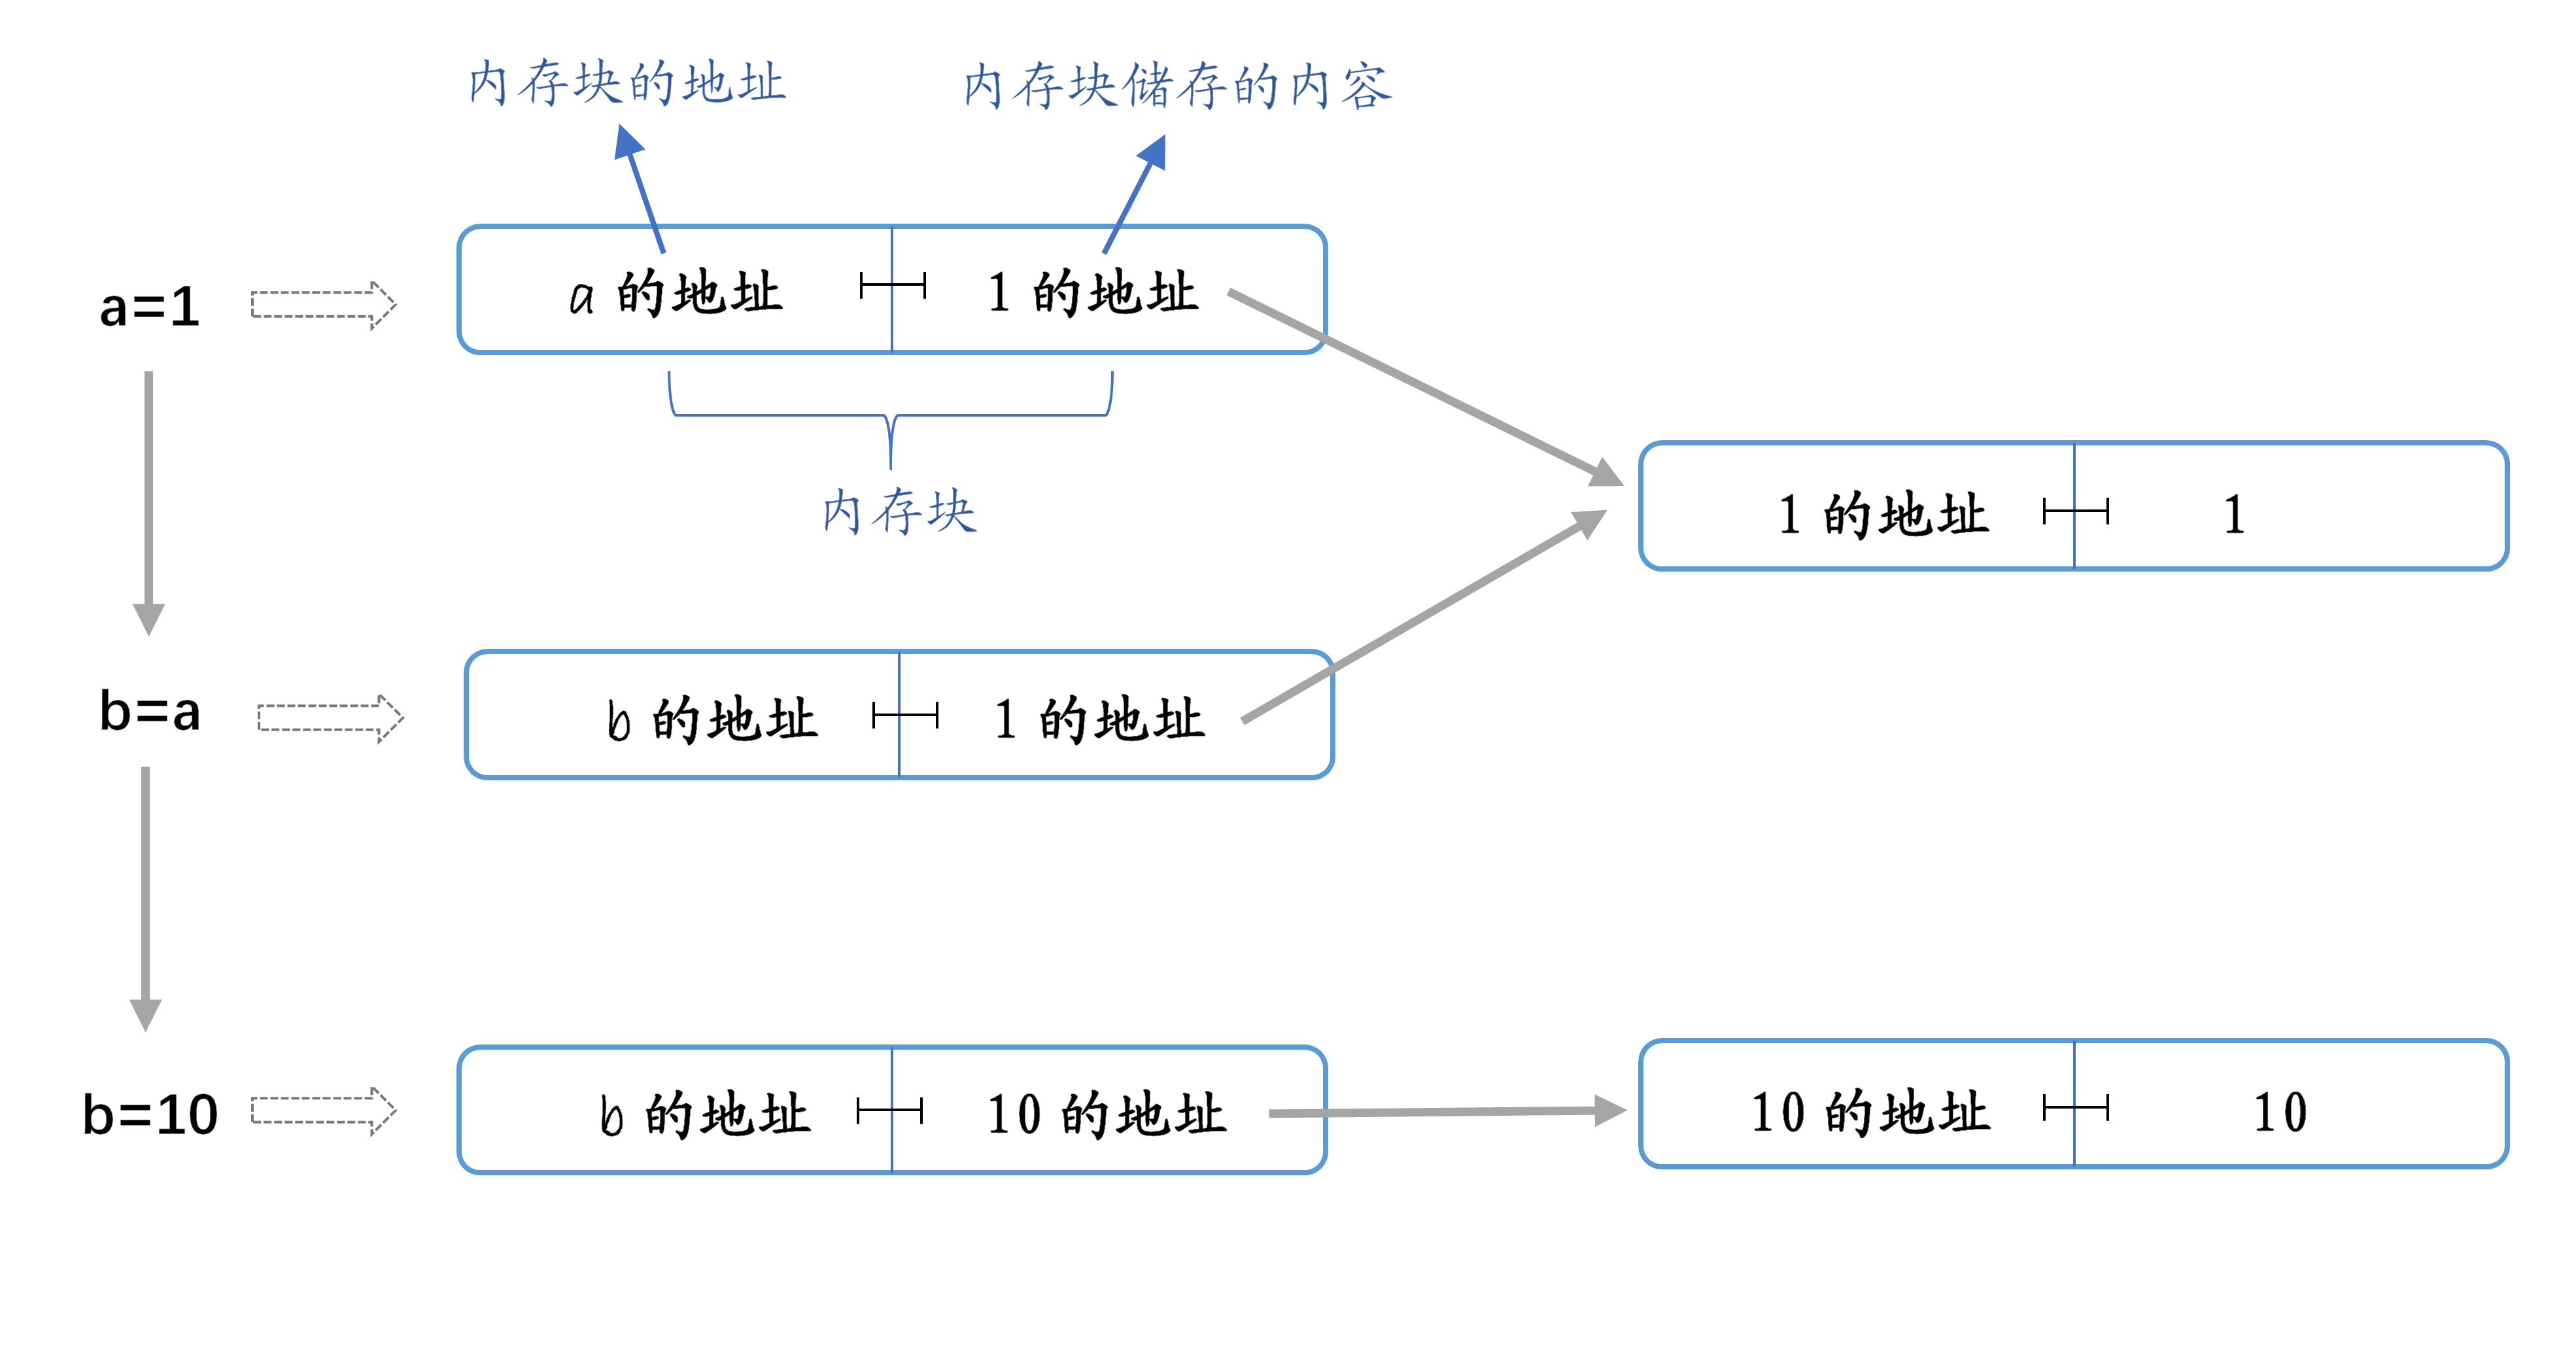 内存块的地址
内存块储存的内容
a=1
a 的地址
1 的地址
内存块
1 的地址
1
b=a
b 的地址
1 的地址
b=10
b 的地址
10 的地址
10 的地址
10